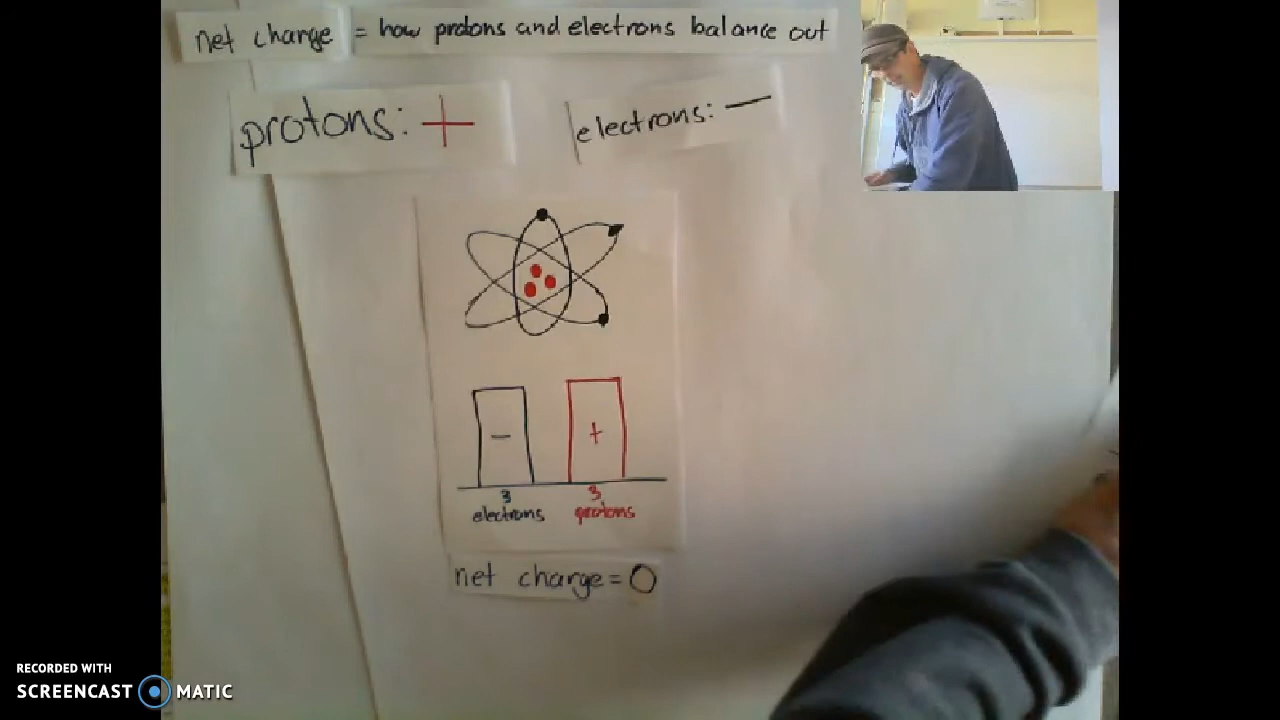 net charge = how protons and electrons balance out
protons: +
electrons: −
− +
3 3
electrons protons
net charge = 0
RECORDED WITH
SCREENCAST MATIC